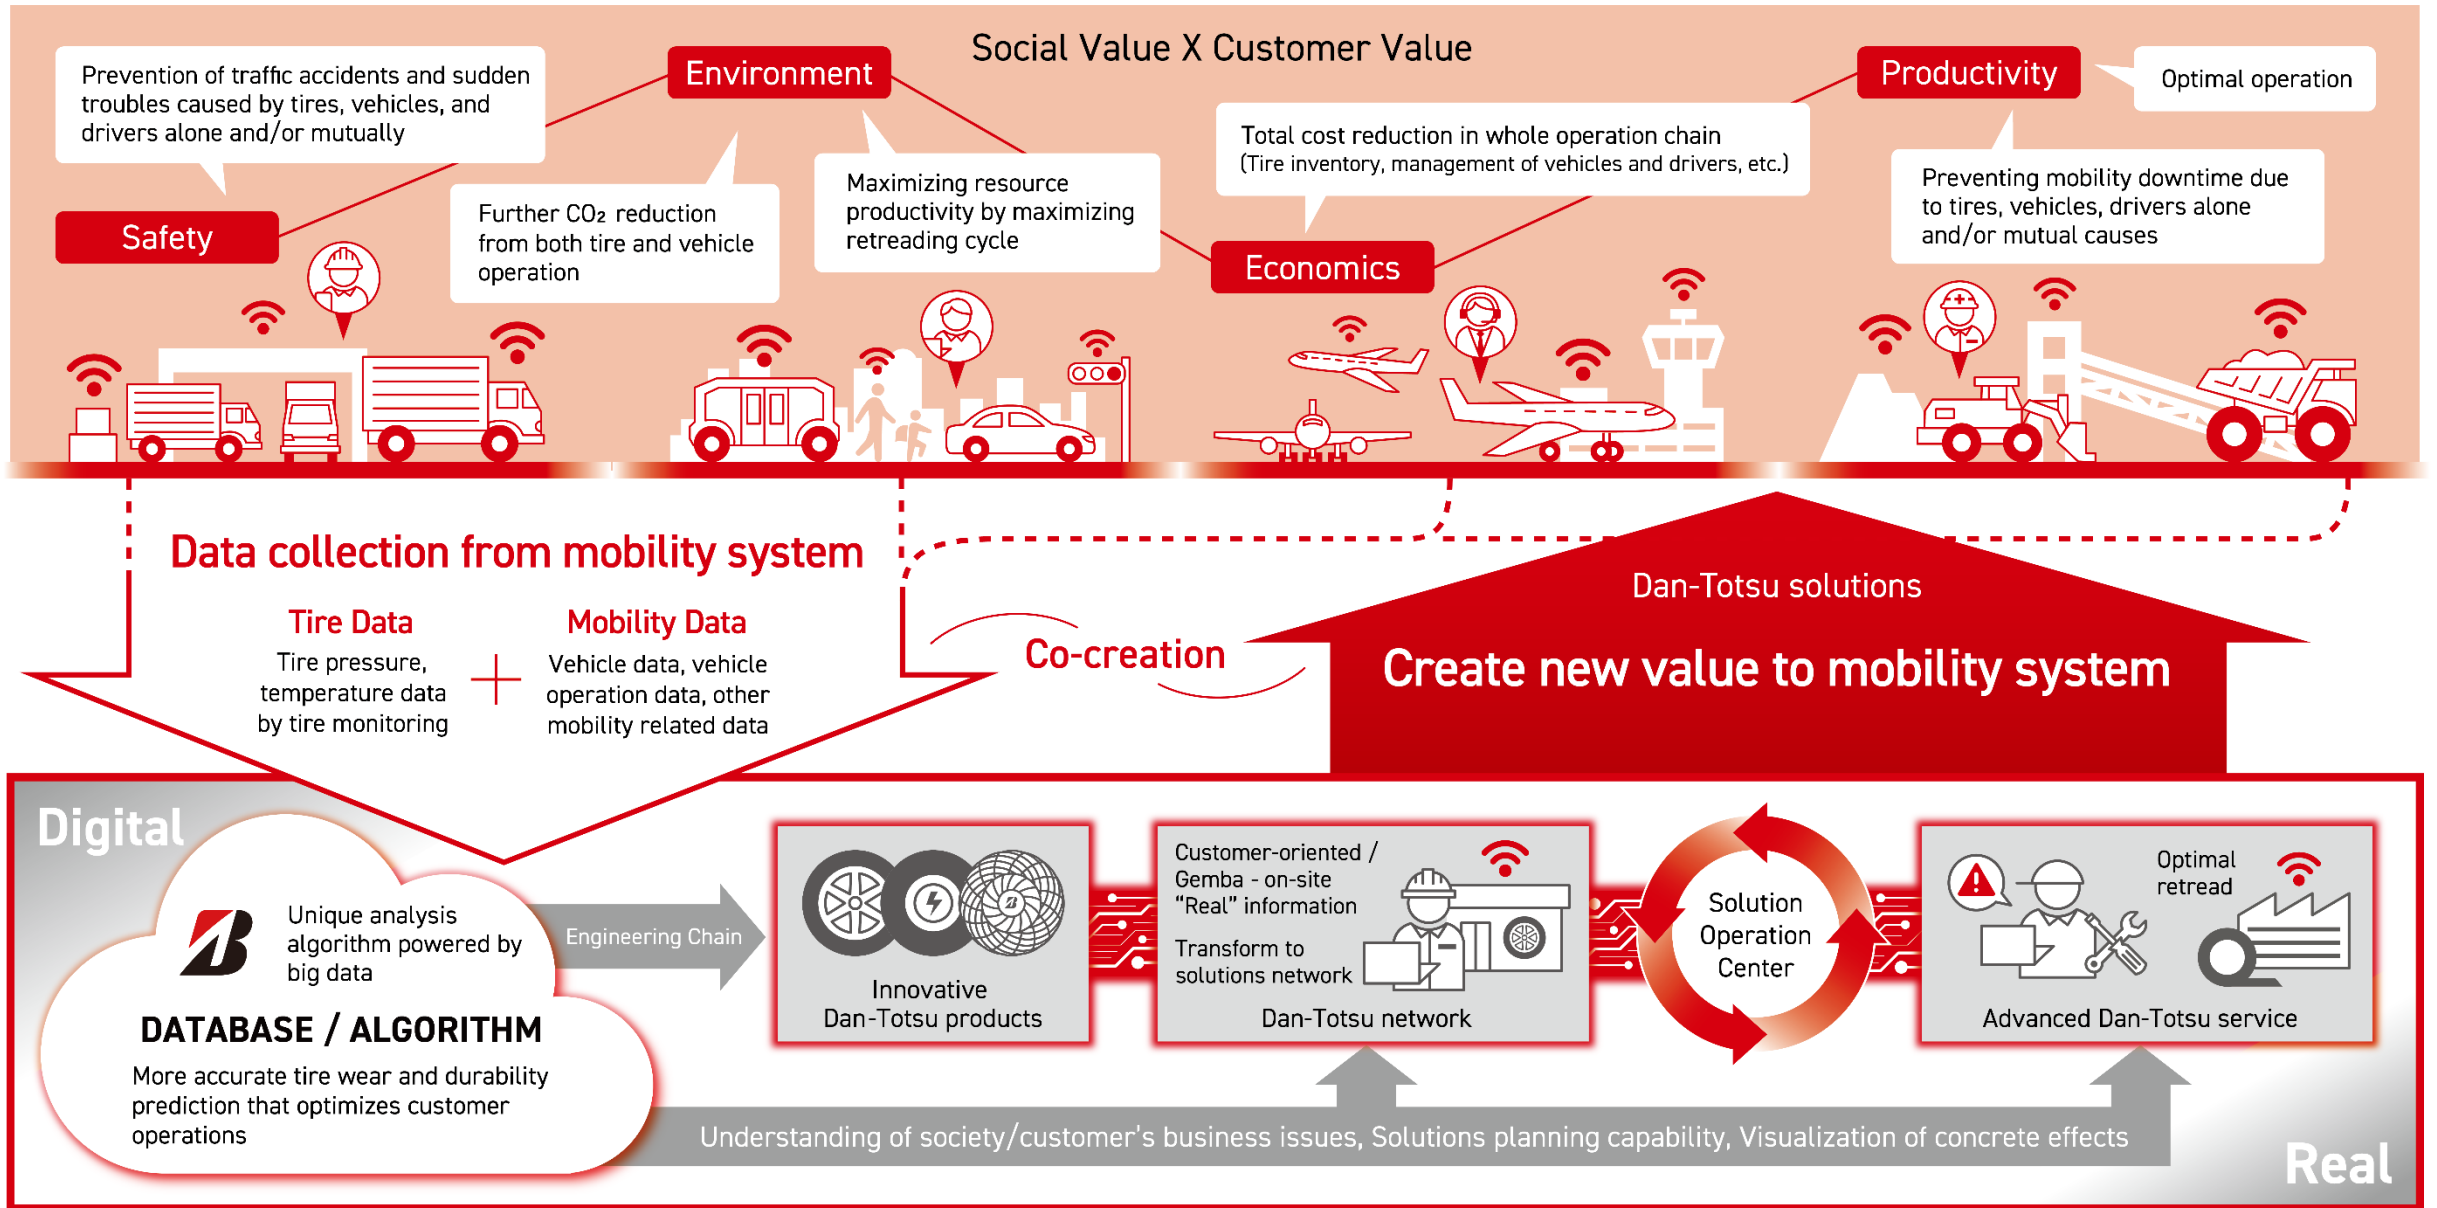 Social Value X Customer Value
Prevention of traffic accidents and sudden
troubles caused by tires, vehicles, and
drivers alone and/or mutually
Safety
Environment
Further CO₂ reduction
from both tire and vehicle
operation
Maximizing resource
productivity by maximizing
retreading cycle
Total cost reduction in whole operation chain
(Tire inventory, management of vehicles and drivers, etc.)
Economics
Productivity
Optimal operation
Preventing mobility downtime due
to tires, vehicles, drivers alone
and/or mutual causes
Data collection from mobility system
Tire Data
Tire pressure,
temperature data
by tire monitoring
Mobility Data
Vehicle data, vehicle
operation data, other
mobility related data
Co-creation
Dan-Totsu solutions
Create new value to mobility system
Digital
Unique analysis
algorithm powered by
big data
DATABASE / ALGORITHM
More accurate tire wear and durability
prediction that optimizes customer
operations
Engineering Chain
Innovative
Dan-Totsu products
Customer-oriented /
Gemba - on-site
“Real” information
Transform to
solutions network
Dan-Totsu network
Solution
Operation
Center
Optimal
retread
Advanced Dan-Totsu service
Understanding of society/customer's business issues, Solutions planning capability, Visualization of concrete effects
Real